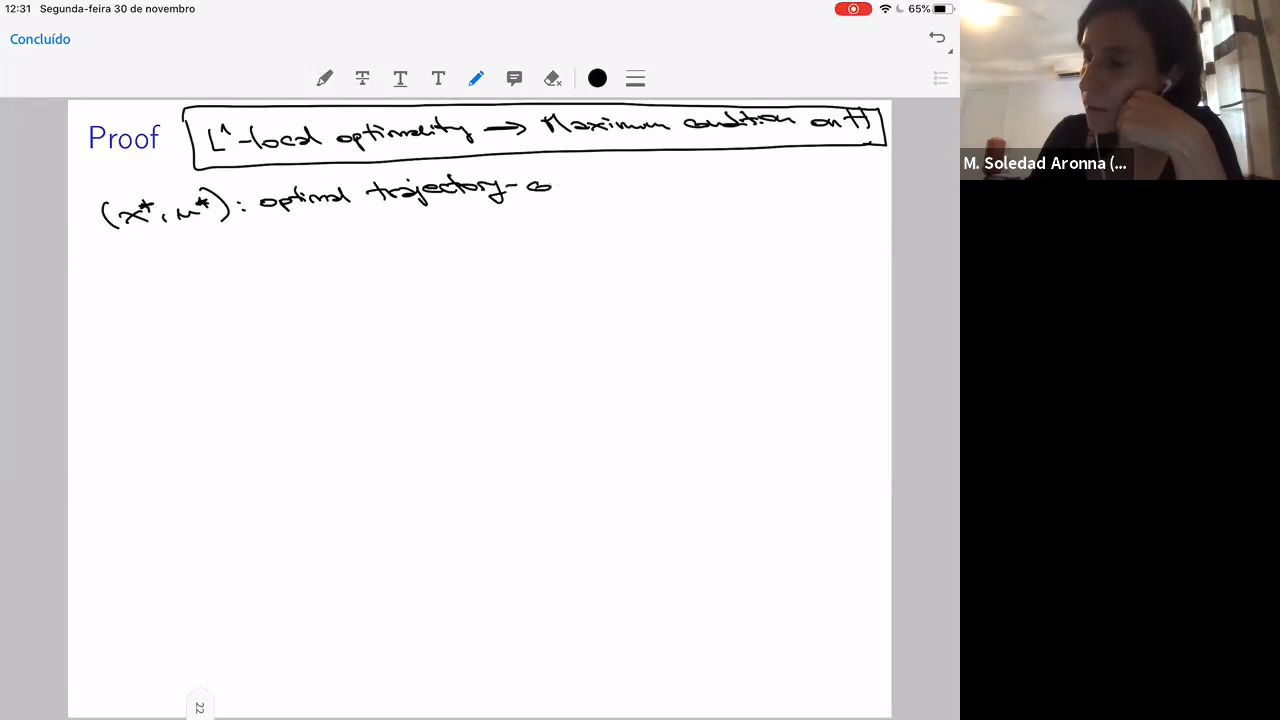 12:31 Segunda-feira 30 de novembro 65%
Concluído
Proof L¹-local optimality → Maximum condition on H
(x*, u*): optimal trajectory- co
22
M. Soledad Aronna (...